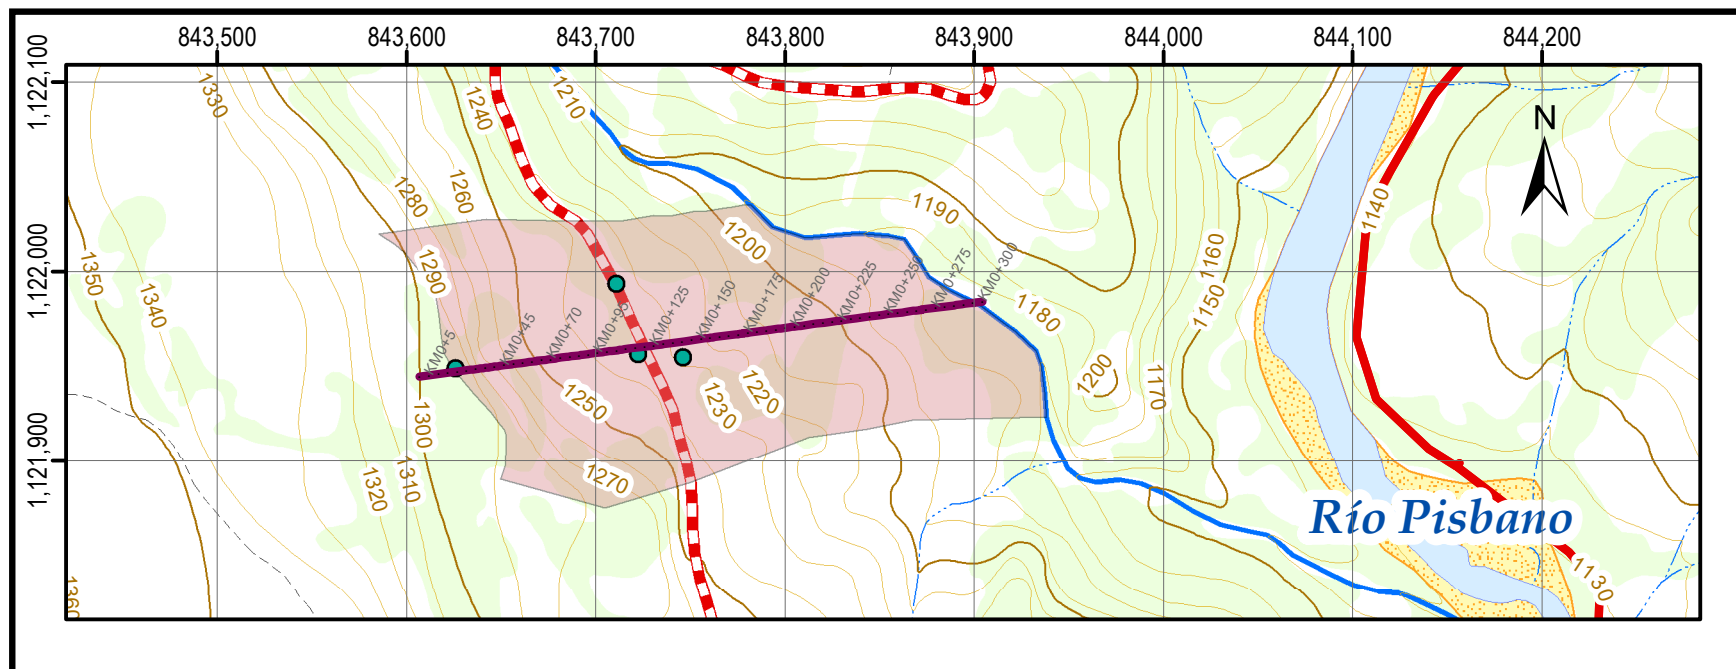 843,500 843,600 843,700 843,800 843,900 844,000 844,100 844,200
1,122,100
1,122,000
1,121,900
N
1330
1240
1210
1280
1260
1190
1140
1200
1350
1340
1290
1160
1150
1180
KM0+5
KM0+45
KM0+70
KM0+95
KM0+125
KM0+150
KM0+175
KM0+200
KM0+225
KM0+250
KM0+275
KM0+300
1200
1170
1250
1230
1220
1300
1270
1310
1320
Río Pisbano
1360
1130